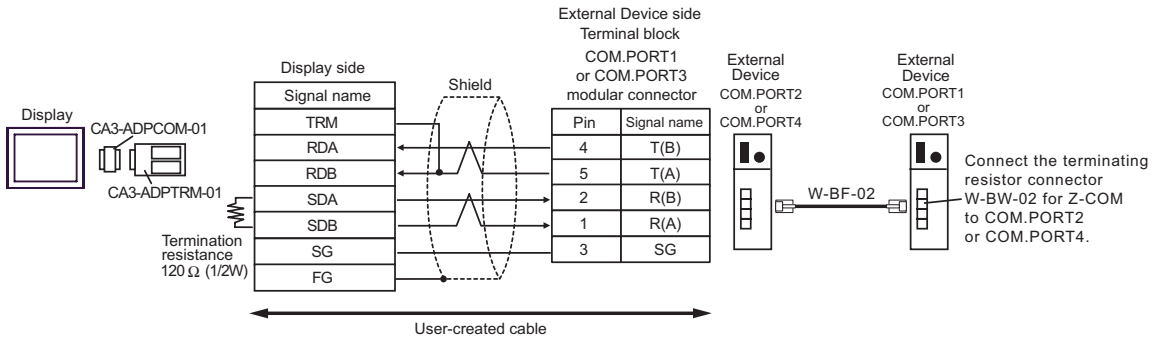 External Device side
Terminal block
COM.PORT1
or COM.PORT3
modular connector
Display side
Shield
External
Device
COM.PORT2
or
COM.PORT4
External
Device
COM.PORT1
or
COM.PORT3
Display
CA3-ADPCOM-01
CA3-ADPTRM-01
Signal name
TRM
RDA
RDB
SDA
SDB
SG
FG
Pin Signal name
4 T(B)
5 T(A)
2 R(B)
1 R(A)
3 SG
Termination
resistance
120 Ω (1/2W)
W-BF-02
Connect the terminating
resistor connector
W-BW-02 for Z-COM
to COM.PORT2
or COM.PORT4.
User-created cable